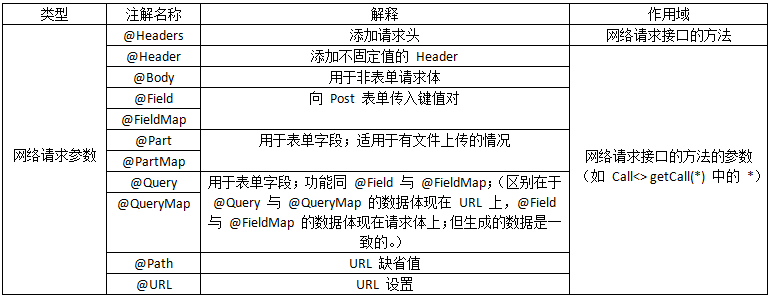 类型 注解名称 解释 作用域
@Headers 添加请求头 网络请求接口的方法
@Header 添加不固定值的 Header
@Body 用于非表单请求体
@Field 向 Post 表单传入键值对
@FieldMap
网络请求参数
@Part 用于表单字段；适用于有文件上传的情况
@PartMap
网络请求接口的方法的参数
（如 Call<> getCall(*) 中的 *）
@Query 用于表单字段；功能同 @Field 与 @FieldMap；（区别在于
@QueryMap @Query 与 @QueryMap 的数据体现在 URL 上，@Field
与 @FieldMap 的数据体现在请求体上；但生成的数据是一
致的。）
@Path URL 缺省值
@URL URL 设置